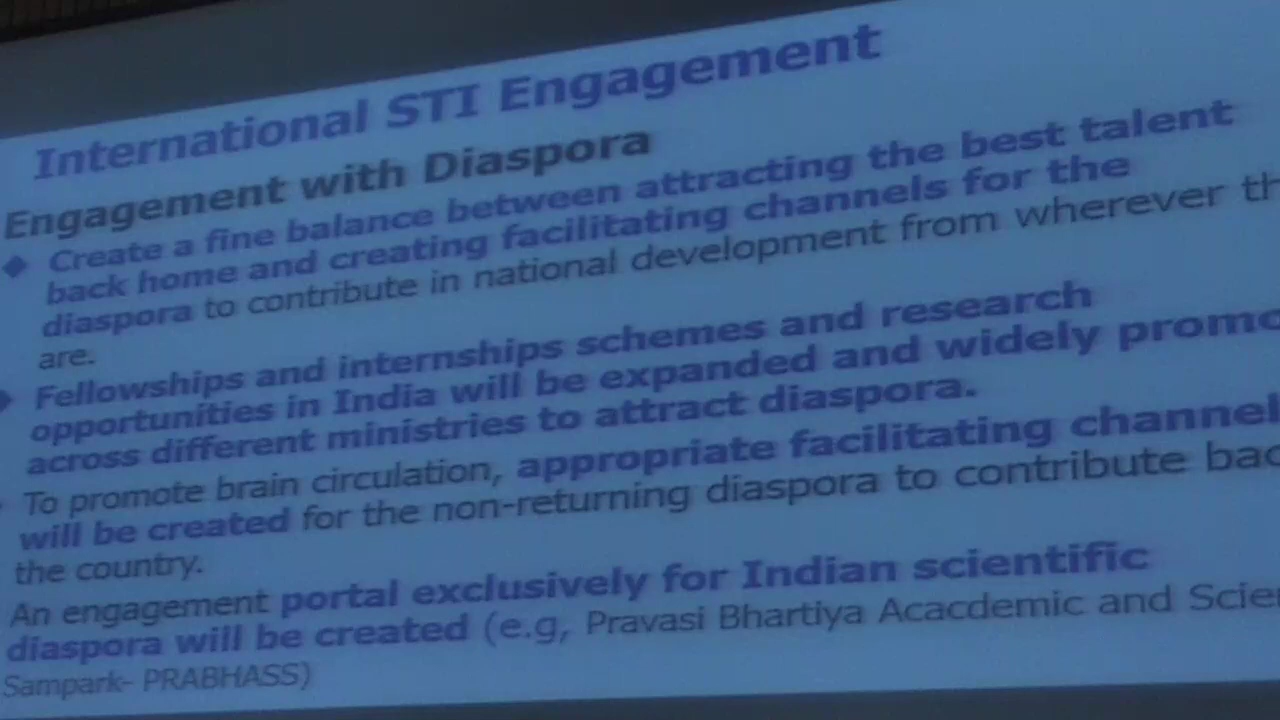 International STI Engagement
Engagement with Diaspora
Create a fine balance between attracting the best talent
back home and creating facilitating channels for the
diaspora to contribute in national development from wherever
are.
Fellowships and internships schemes and research
opportunities in India will be expanded and widely
across different ministries to attract diaspora.
To promote brain circulation, appropriate facilitating
will be created for the non-returning diaspora to contribute
the country.
An engagement portal exclusively for Indian scientific
diaspora will be created (e.g, Pravasi Bhartiya Acacdemic and
Sampark- PRABHASS)